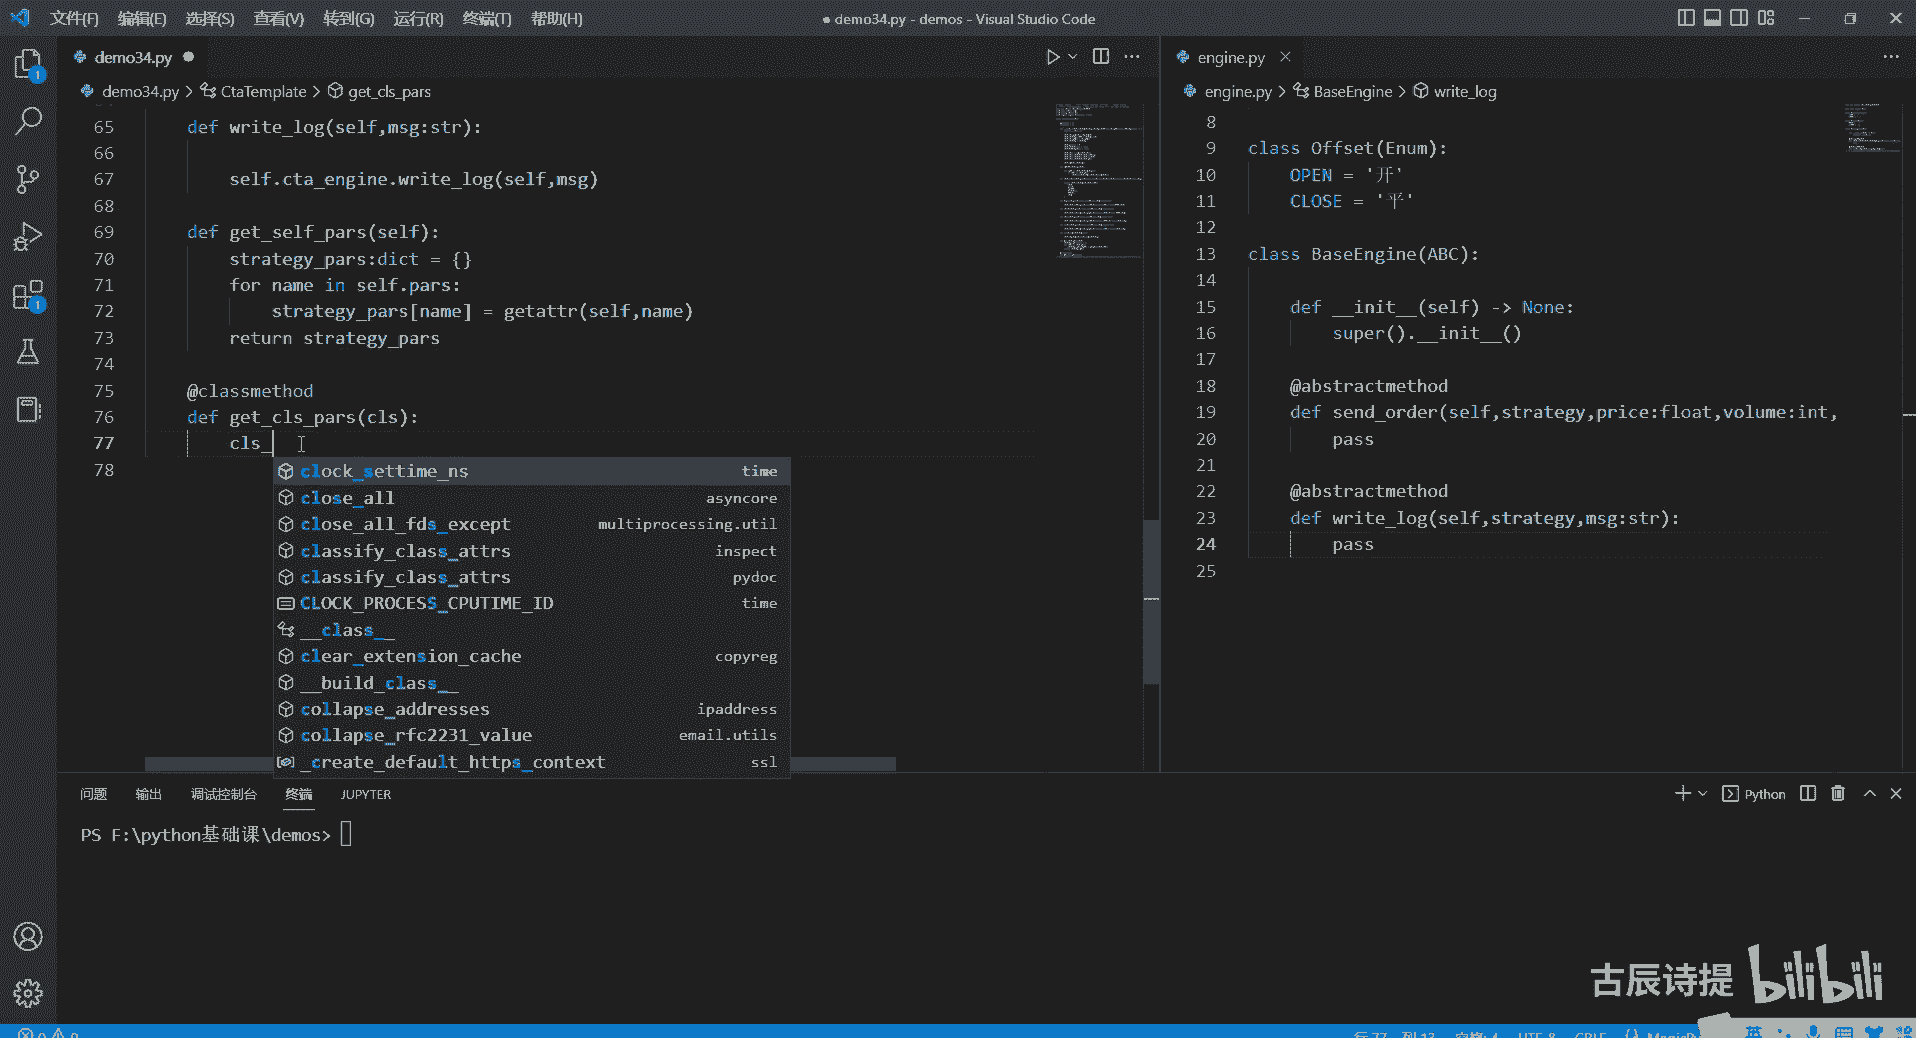 文件(F) 编辑(E) 选择(S) 查看(V) 转到(G) 运行(R) 终端(T) 帮助(H)
● demo34.py - demos - Visual Studio Code
demo34.py ●
demo34.py > CtaTemplate > get_cls_pars
65 def write_log(self,msg:str):
66
67 self.cta_engine.write_log(self,msg)
68
69 def get_self_pars(self):
70 strategy_pars:dict = {}
71 for name in self.pars:
72 strategy_pars[name] = getattr(self,name)
73 return strategy_pars
74
75 @classmethod
76 def get_cls_pars(cls):
77 cls_
78
clock_settime_ns time
close_all asyncore
close_all_fds_except multiprocessing.util
classify_class_attrs inspect
classify_class_attrs pydoc
CLOCK_PROCESS_CPUTIME_ID time
__class__
clear_extension_cache copyreg
__build_class__
collapse_addresses ipaddress
collapse_rfc2231_value email.utils
_create_default_https_context ssl
engine.py
engine.py > BaseEngine > write_log
8
9 class Offset(Enum):
10 OPEN = '开'
11 CLOSE = '平'
12
13 class BaseEngine(ABC):
14
15 def __init__(self) -> None:
16 super().__init__()
17
18 @abstractmethod
19 def send_order(self,strategy,price:float,volume:int,
20 pass
21
22 @abstractmethod
23 def write_log(self,strategy,msg:str):
24 pass
25
1
1
问题 输出 调试控制台 终端 JUPYTER
Python
PS F:\python基础课\demos>
古辰诗提 bilibili
行 77, 列 13 空格: 4 UTF-8 CRLF
英